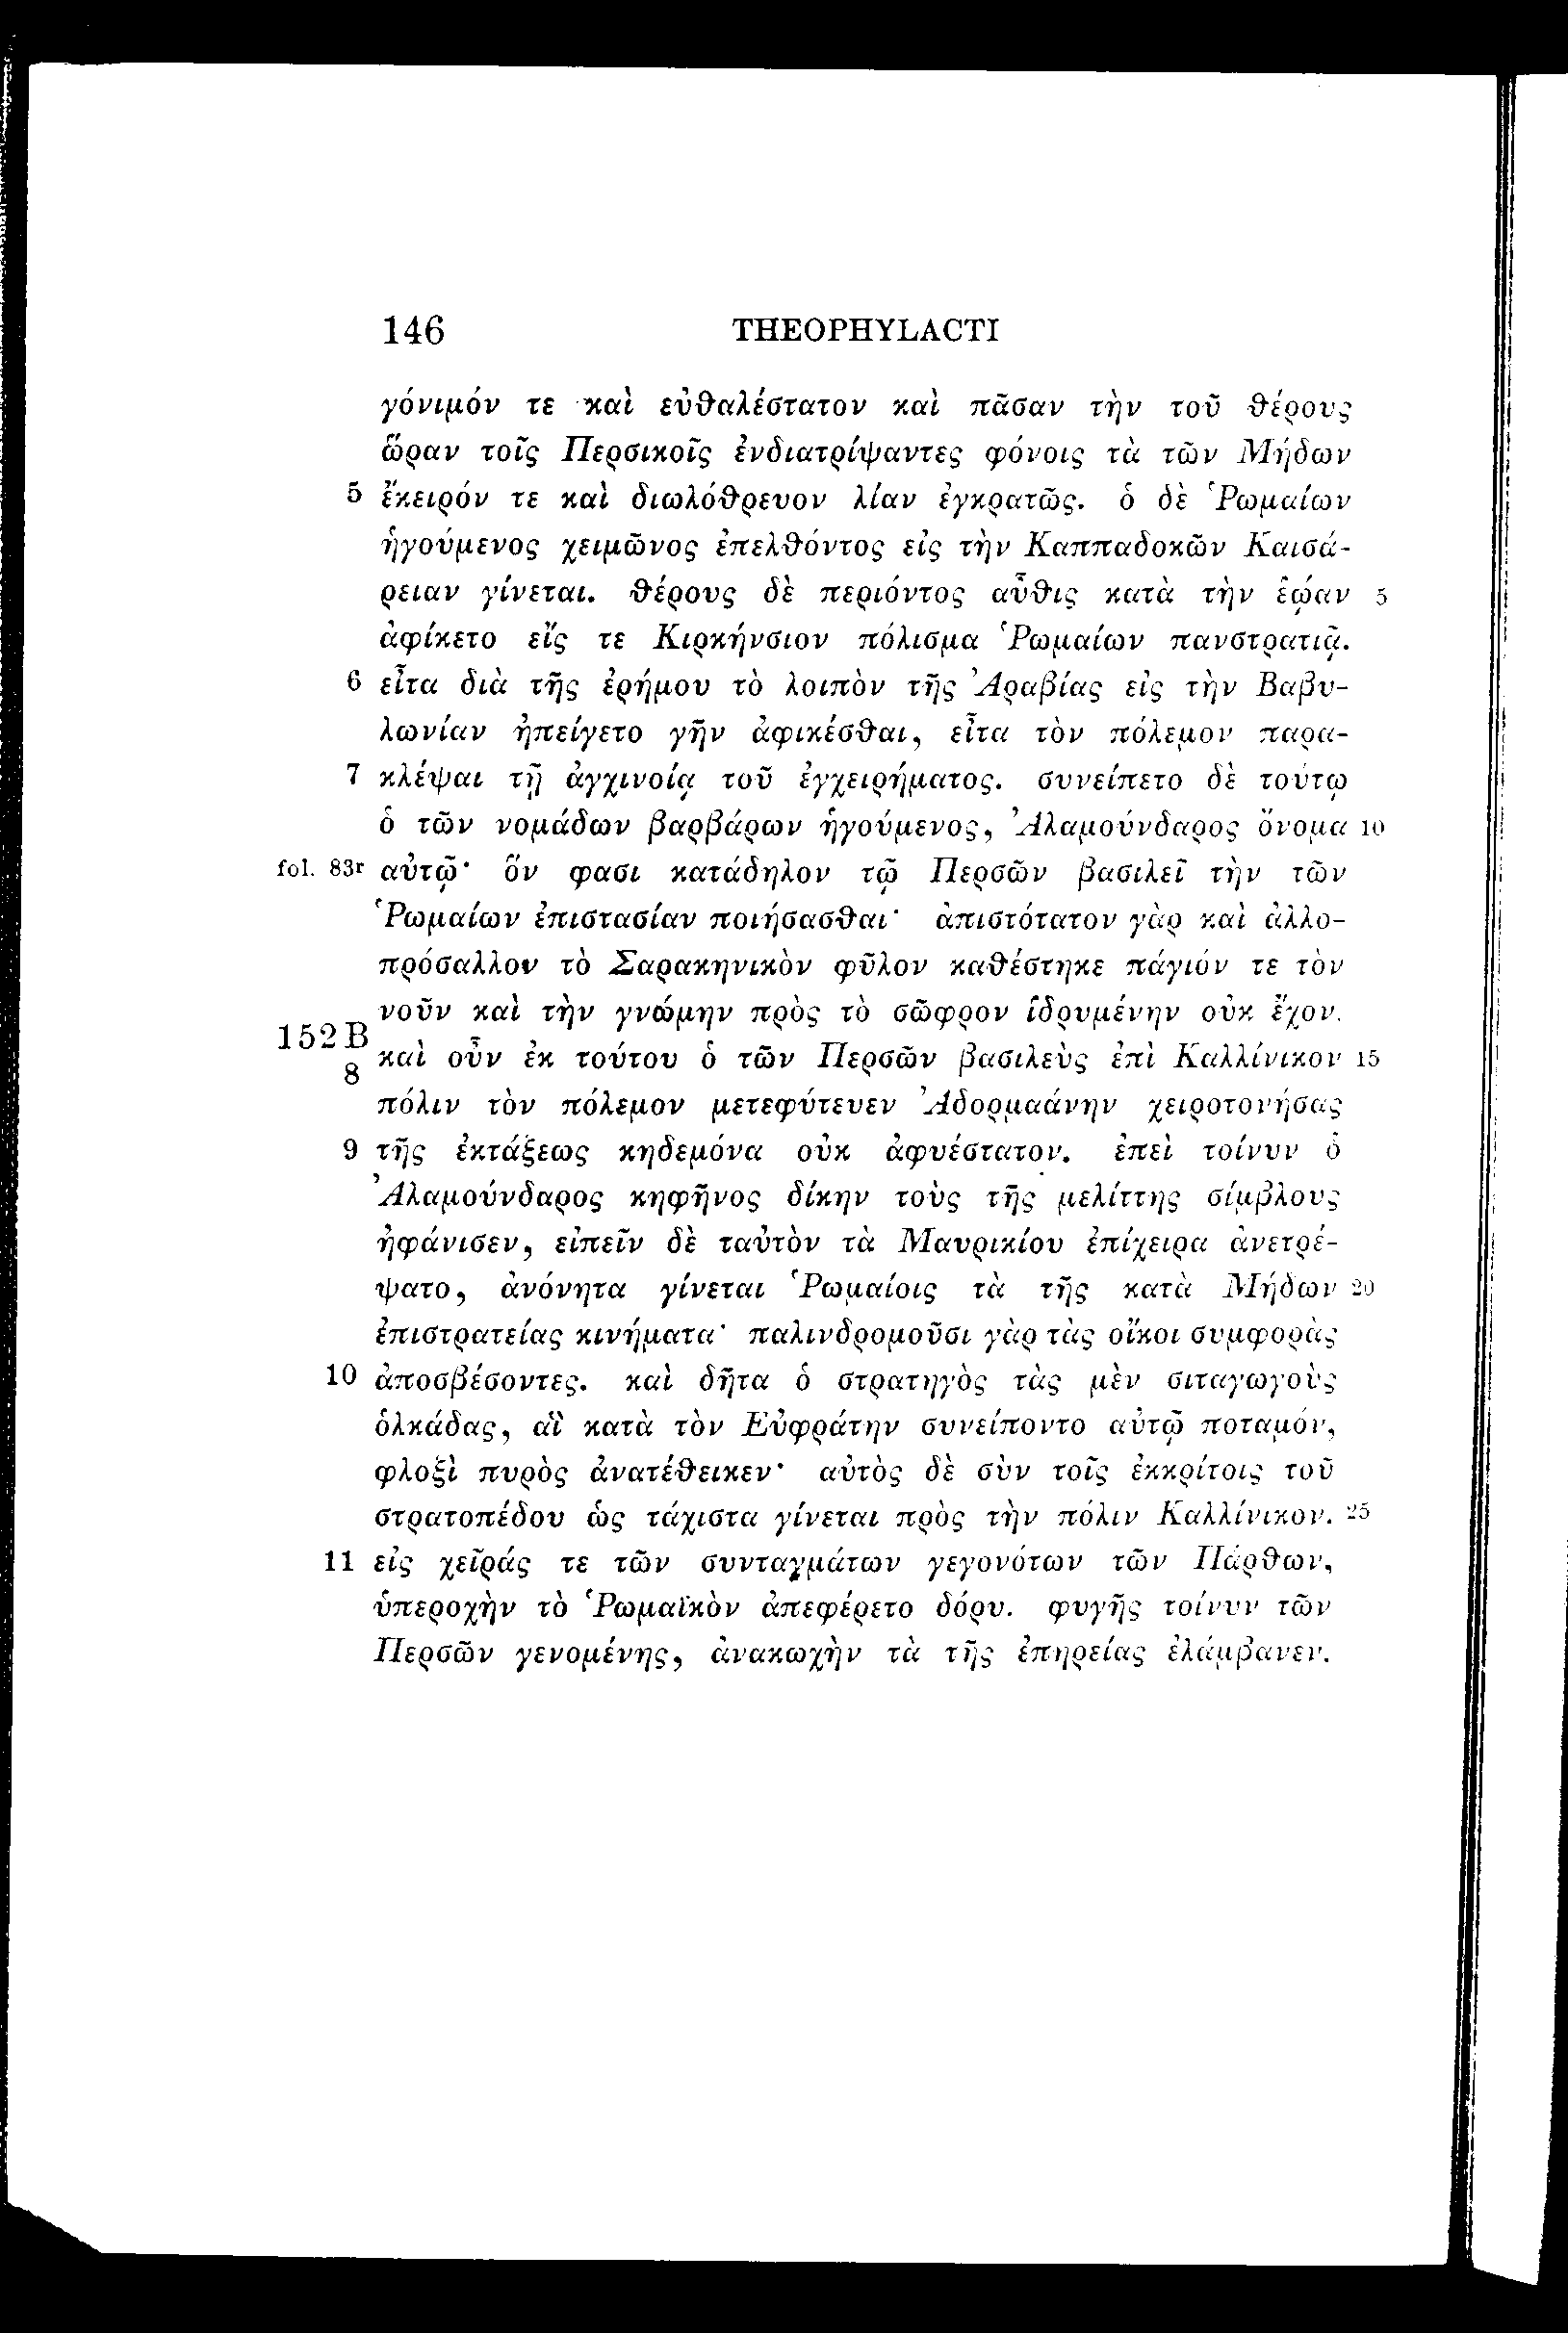 146 THEOPHYLACTI
γόνιμόν τε καὶ εὐθαλέστατον καὶ πᾶσαν τὴν τοῦ θέρους
ὥραν τοῖς Περσικοῖς ἐνδιατρίψαντες φόνοις τὰ τῶν Μήδων
5 ἔκειρόν τε καὶ διωλόθρευον λίαν ἐγκρατῶς. ὁ δὲ Ῥωμαίων
ἡγούμενος χειμῶνος ἐπελθόντος εἰς τὴν Καππαδοκῶν Καισά-
ρειαν γίνεται. θέρους δὲ περιόντος αὖθις κατὰ τὴν ἑῴαν 5
ἀφίκετο εἴς τε Κιρκήνσιον πόλισμα Ῥωμαίων πανστρατιᾷ.
6 εἶτα διὰ τῆς ἐρήμου τὸ λοιπὸν τῆς Ἀραβίας εἰς τὴν Βαβυ-
λωνίαν ἠπείγετο γῆν ἀφικέσθαι, εἶτα τὸν πόλεμον παρα-
7 κλέψαι τῇ ἀγχινοίᾳ τοῦ ἐγχειρήματος. συνείπετο δὲ τούτῳ
ὁ τῶν νομάδων βαρβάρων ἡγούμενος, Ἀλαμούνδαρος ὄνομα 10
fol. 83r αὐτῷ· ὅν φασι κατάδηλον τῷ Περσῶν βασιλεῖ τὴν τῶν
Ῥωμαίων ἐπιστασίαν ποιήσασθαι· ἀπιστότατον γὰρ καὶ ἀλλο-
πρόσαλλον τὸ Σαρακηνικὸν φῦλον καθέστηκε πάγιόν τε τὸν
νοῦν καὶ τὴν γνώμην πρὸς τὸ σῶφρον ἱδρυμένην οὐκ ἔχον.
152 B
8 καὶ οὖν ἐκ τούτου ὁ τῶν Περσῶν βασιλεὺς ἐπὶ Καλλίνικον 15
πόλιν τὸν πόλεμον μετεφύτευεν Ἀδορμαάνην χειροτονήσας
9 τῆς ἐκτάξεως κηδεμόνα οὐκ ἀφυέστατον. ἐπεὶ τοίνυν ὁ
Ἀλαμούνδαρος κηφῆνος δίκην τοὺς τῆς μελίττης σίμβλους
ἠφάνισεν, εἰπεῖν δὲ ταὐτὸν τὰ Μαυρικίου ἐπίχειρα ἀνετρέ-
ψατο, ἀνόνητα γίνεται Ῥωμαίοις τὰ τῆς κατὰ Μήδων 20
ἐπιστρατείας κινήματα· παλινδρομοῦσι γὰρ τὰς οἴκοι συμφορὰς
10 ἀποσβέσοντες. καὶ δῆτα ὁ στρατηγὸς τὰς μὲν σιταγωγοὺς
ὁλκάδας, αἳ κατὰ τὸν Εὐφράτην συνείποντο αὐτῷ ποταμόν,
φλοξὶ πυρὸς ἀνατέθεικεν· αὐτὸς δὲ σὺν τοῖς ἐκκρίτοις τοῦ
στρατοπέδου ὡς τάχιστα γίνεται πρὸς τὴν πόλιν Καλλίνικον. 25
11 εἰς χεῖράς τε τῶν συνταγμάτων γεγονότων τῶν Πάρθων,
ὑπεροχὴν τὸ Ῥωμαϊκὸν ἀπεφέρετο δόρυ. φυγῆς τοίνυν τῶν
Περσῶν γενομένης, ἀνακωχὴν τὰ τῆς ἐπηρείας ἐλάμβανεν.